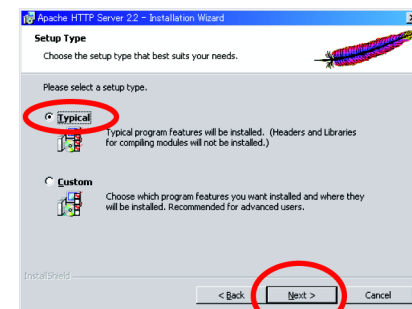 Apache HTTP Server 2.2 - Installation Wizard
Setup Type
Choose the setup type that best suits your needs.
Please select a setup type.
Typical
Typical program features will be installed. (Headers and Libraries
for compiling modules will not be installed.)
Custom
Choose which program features you want installed and where they
will be installed. Recommended for advanced users.
InstallShield
< Back Next > Cancel